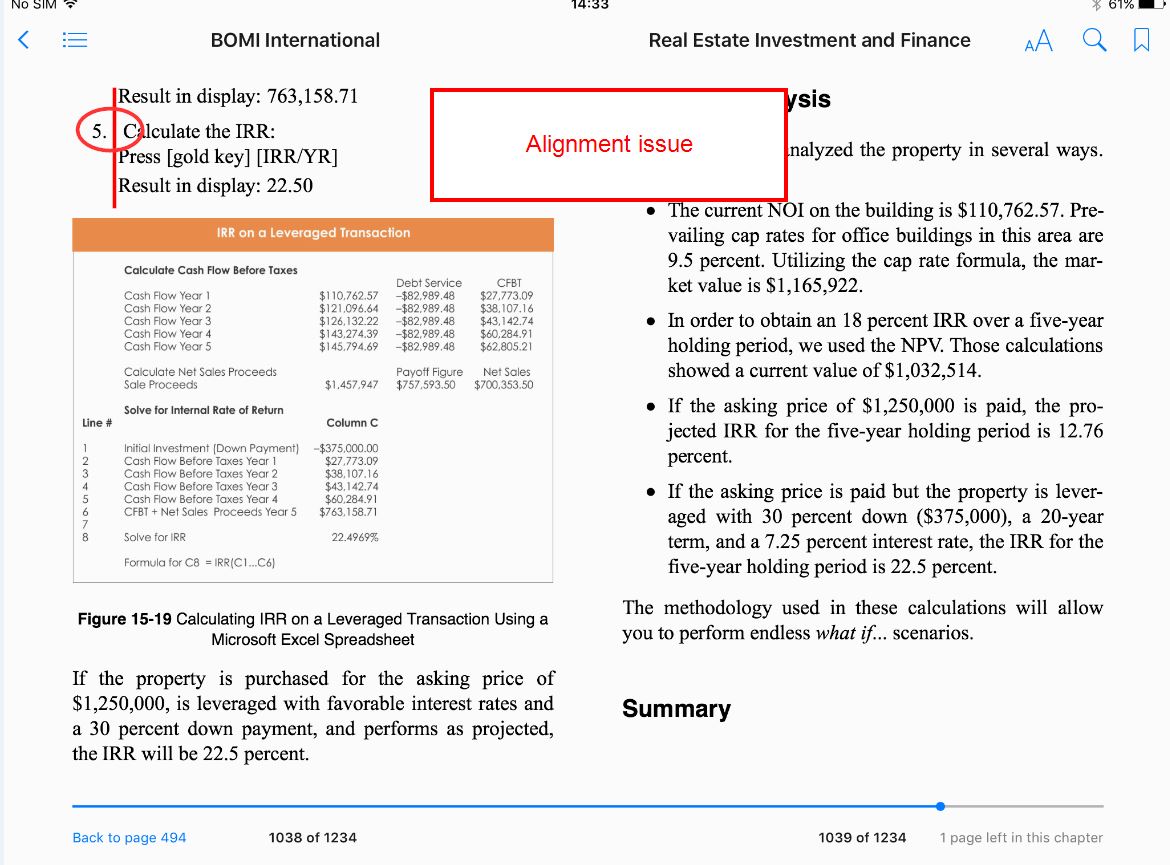 No SIM 14:33 61%
BOMI International Real Estate Investment and Finance AA
Result in display: 763,158.71
5. Calculate the IRR:
Press [gold key] [IRR/YR]
Result in display: 22.50
Alignment issue
IRR on a Leveraged Transaction
Calculate Cash Flow Before Taxes
Debt Service CFBT
Cash Flow Year 1 $110,762.57 –$82,989.48 $27,773.09
Cash Flow Year 2 $121,096.64 –$82,989.48 $38,107.16
Cash Flow Year 3 $126,132.22 –$82,989.48 $43,142.74
Cash Flow Year 4 $143,274.39 –$82,989.48 $60,284.91
Cash Flow Year 5 $145,794.69 –$82,989.48 $62,805.21
Calculate Net Sales Proceeds Payoff Figure Net Sales
Sale Proceeds $1,457,947 $757,593.50 $700,353.50
Solve for Internal Rate of Return
Line # Column C
1 Initial Investment (Down Payment) –$375,000.00
2 Cash Flow Before Taxes Year 1 $27,773.09
3 Cash Flow Before Taxes Year 2 $38,107.16
4 Cash Flow Before Taxes Year 3 $43,142.74
5 Cash Flow Before Taxes Year 4 $60,284.91
6 CFBT + Net Sales Proceeds Year 5 $763,158.71
7
8 Solve for IRR 22.4969%
Formula for C8 = IRR(C1...C6)
Figure 15-19 Calculating IRR on a Leveraged Transaction Using a
Microsoft Excel Spreadsheet
If the property is purchased for the asking price of
$1,250,000, is leveraged with favorable interest rates and
a 30 percent down payment, and performs as projected,
the IRR will be 22.5 percent.
ysis
nalyzed the property in several ways.
• The current NOI on the building is $110,762.57. Pre-
vailing cap rates for office buildings in this area are
9.5 percent. Utilizing the cap rate formula, the mar-
ket value is $1,165,922.
• In order to obtain an 18 percent IRR over a five-year
holding period, we used the NPV. Those calculations
showed a current value of $1,032,514.
• If the asking price of $1,250,000 is paid, the pro-
jected IRR for the five-year holding period is 12.76
percent.
• If the asking price is paid but the property is lever-
aged with 30 percent down ($375,000), a 20-year
term, and a 7.25 percent interest rate, the IRR for the
five-year holding period is 22.5 percent.
The methodology used in these calculations will allow
you to perform endless what if... scenarios.
Summary
Back to page 494 1038 of 1234 1039 of 1234 1 page left in this chapter